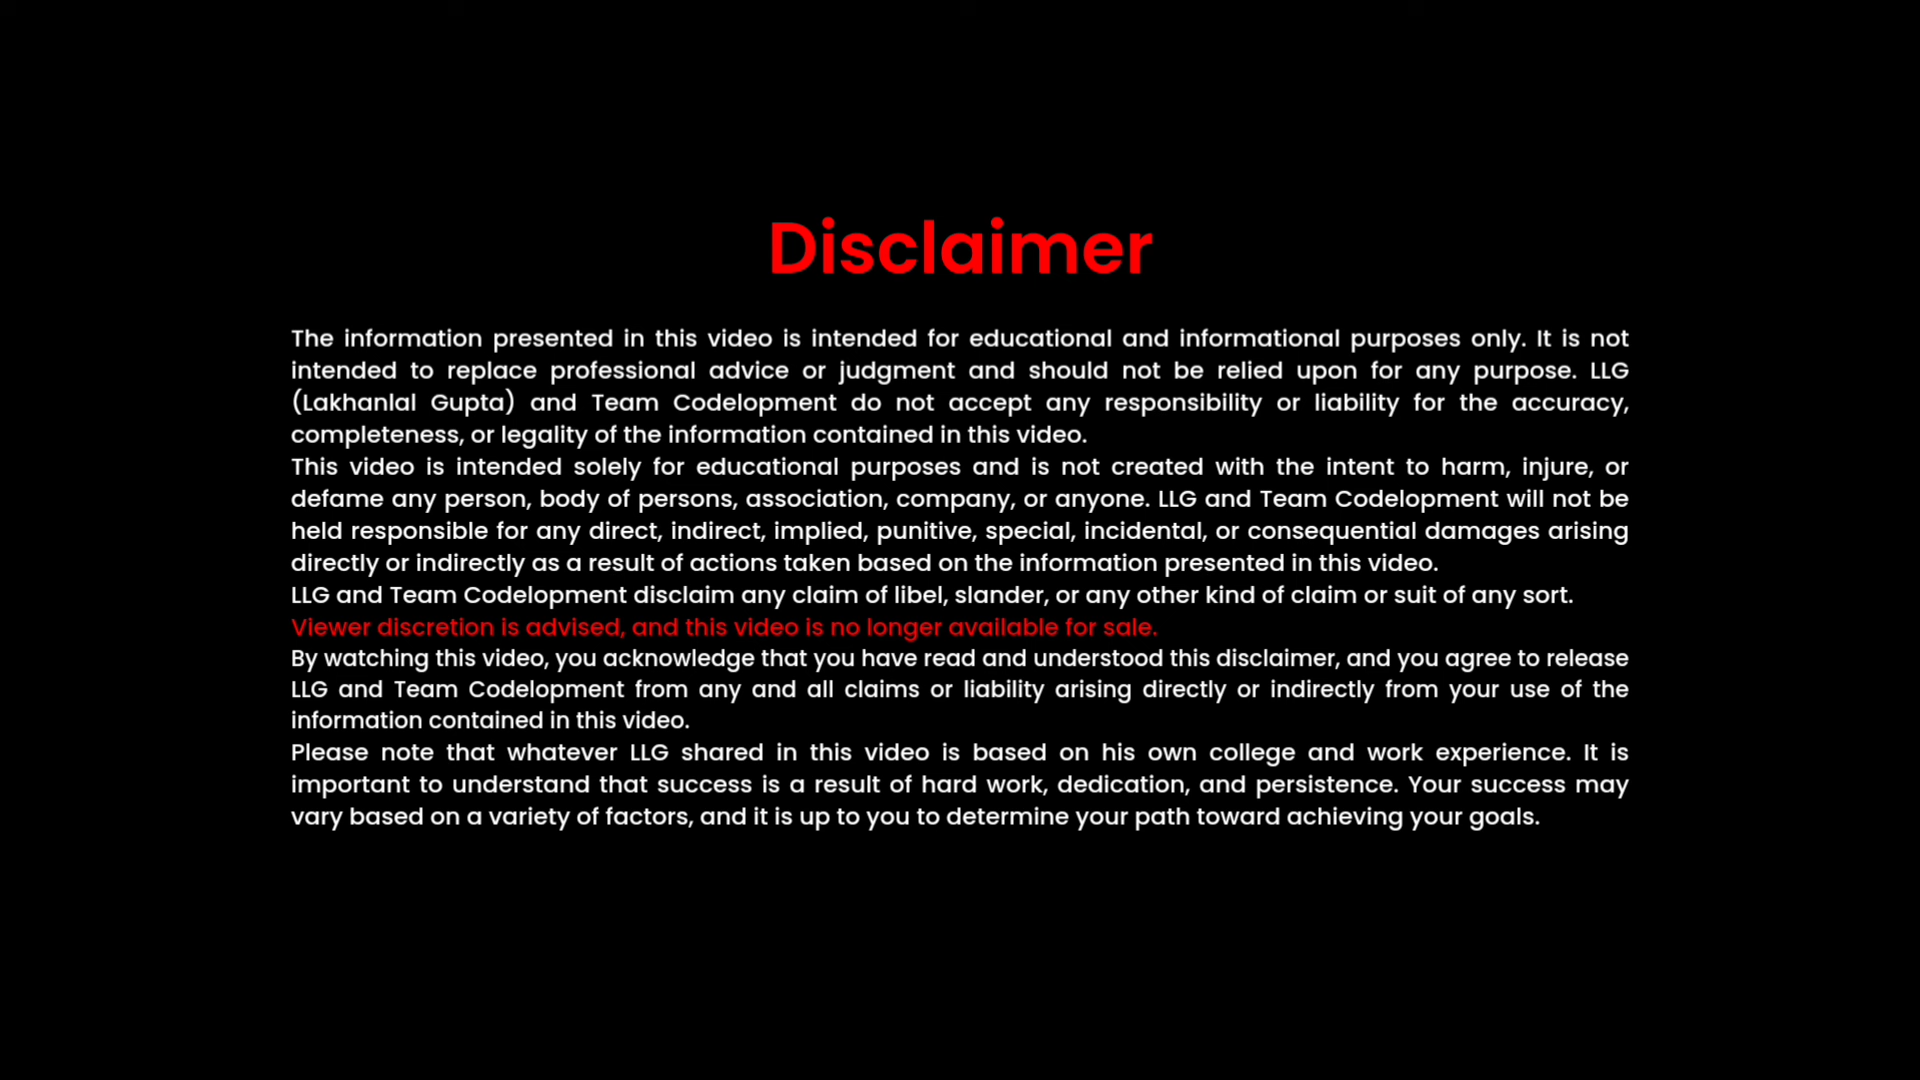 Disclaimer
The information presented in this video is intended for educational and informational purposes only. It is not
intended to replace professional advice or judgment and should not be relied upon for any purpose. LLG
(Lakhanlal Gupta) and Team Codelopment do not accept any responsibility or liability for the accuracy,
completeness, or legality of the information contained in this video.
This video is intended solely for educational purposes and is not created with the intent to harm, injure, or
defame any person, body of persons, association, company, or anyone. LLG and Team Codelopment will not be
held responsible for any direct, indirect, implied, punitive, special, incidental, or consequential damages arising
directly or indirectly as a result of actions taken based on the information presented in this video.
LLG and Team Codelopment disclaim any claim of libel, slander, or any other kind of claim or suit of any sort.
Viewer discretion is advised, and this video is no longer available for sale.
By watching this video, you acknowledge that you have read and understood this disclaimer, and you agree to release
LLG and Team Codelopment from any and all claims or liability arising directly or indirectly from your use of the
information contained in this video.
Please note that whatever LLG shared in this video is based on his own college and work experience. It is
important to understand that success is a result of hard work, dedication, and persistence. Your success may
vary based on a variety of factors, and it is up to you to determine your path toward achieving your goals.